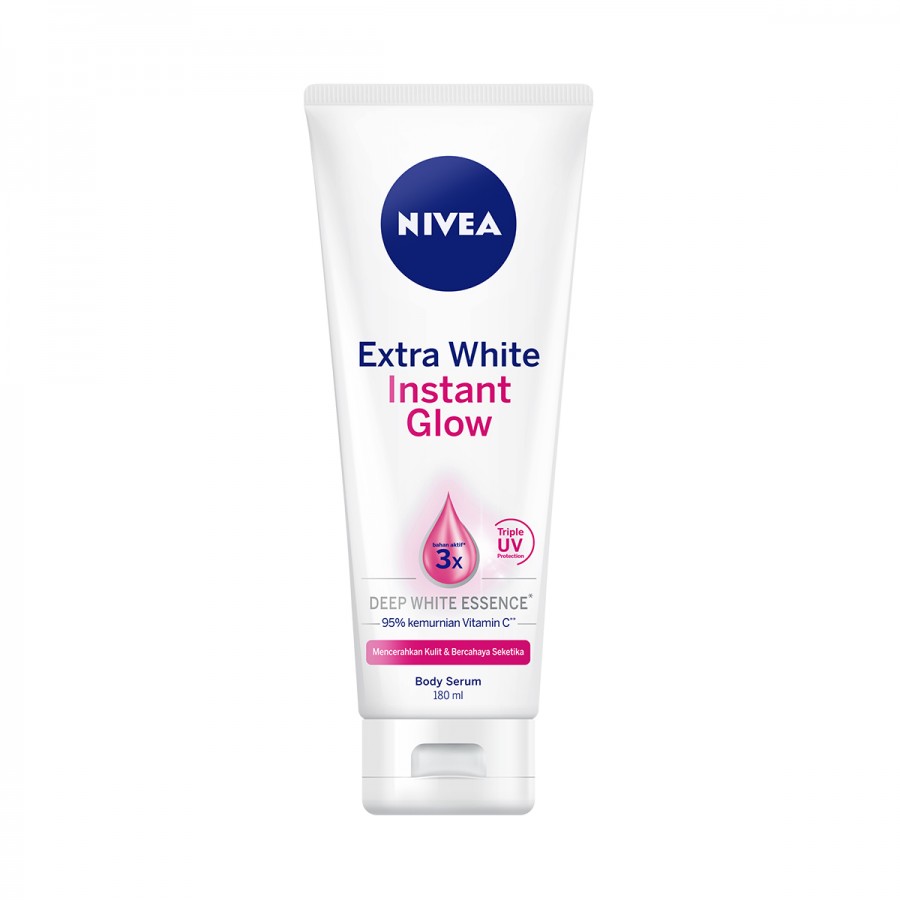 NIVEA
Extra White
Instant
Glow
bahan aktif*
3x
Triple
UV
Protection
DEEP WHITE ESSENCE*
95% kemurnian Vitamin C**
Mencerahkan Kulit & Bercahaya Seketika
Body Serum
180 ml